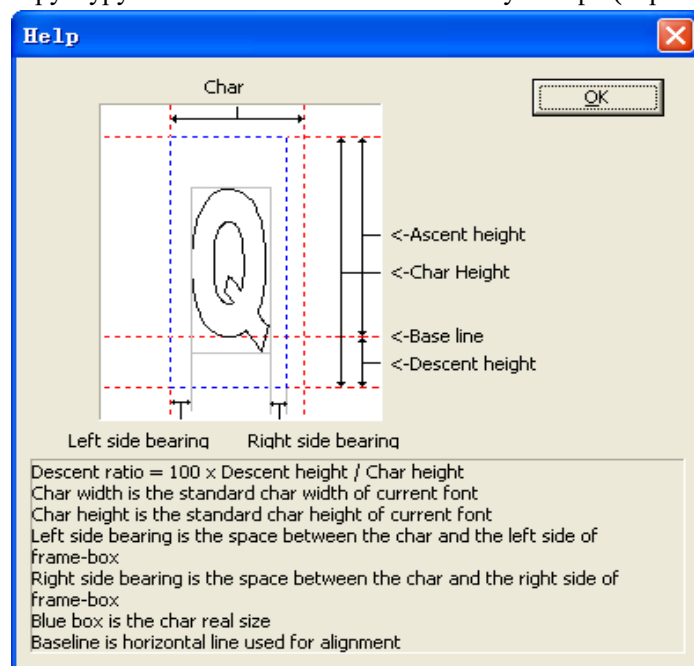 Help
Char
OK
<-Ascent height
<-Char Height
<-Base line
<-Descent height
Left side bearing Right side bearing
Descent ratio = 100 x Descent height / Char height
Char width is the standard char width of current font
Char height is the standard char height of current font
Left side bearing is the space between the char and the left side of
frame-box
Right side bearing is the space between the char and the right side of
frame-box
Blue box is the char real size
Baseline is horizontal line used for alignment